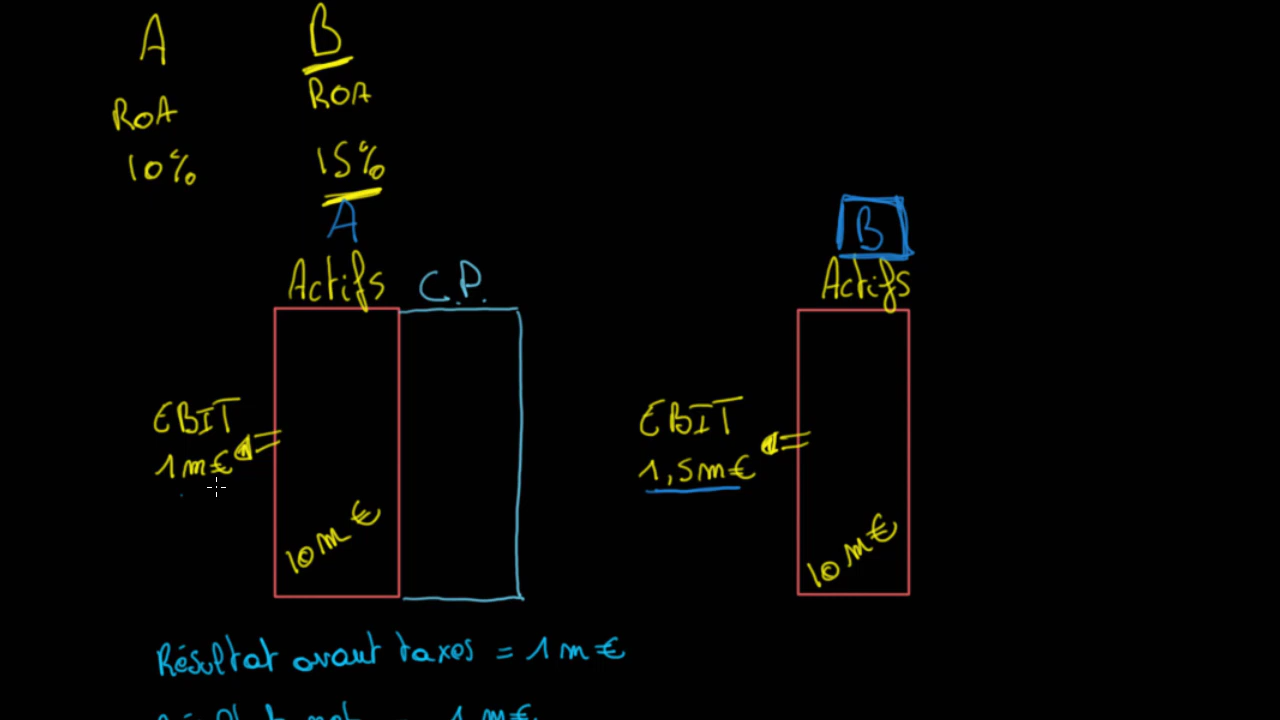 A B
ROA ROA
10% 15%
A B
Actifs C.P. Actifs
EBIT EBIT
1m€ 1,5m€
10m€ 10m€
Résultat avant taxes = 1m€